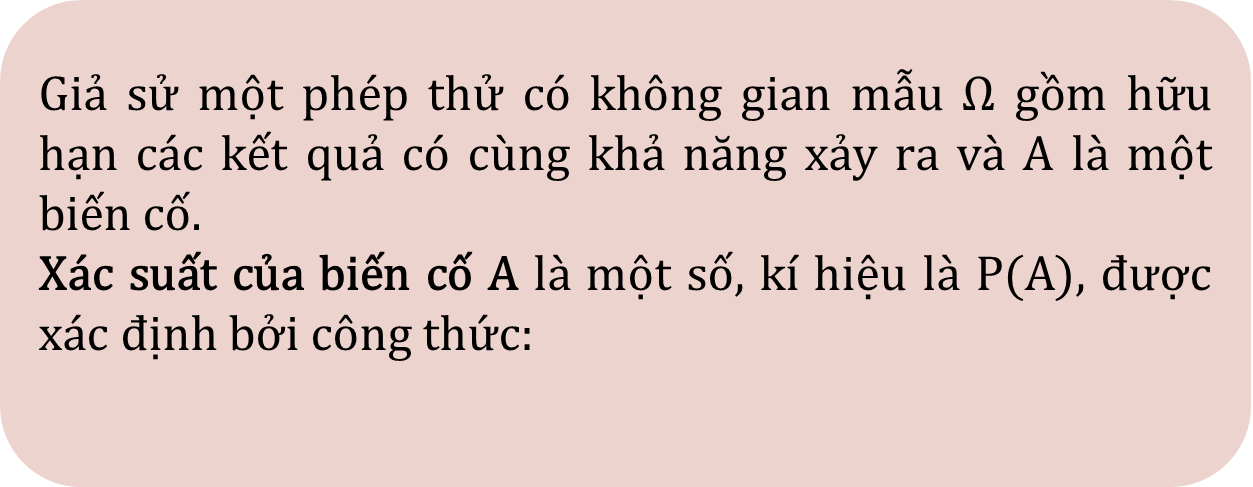 Giả sử một phép thử có không gian mẫu Ω gồm hữu
hạn các kết quả có cùng khả năng xảy ra và A là một
biến cố.
Xác suất của biến cố A là một số, kí hiệu là P(A), được
xác định bởi công thức: